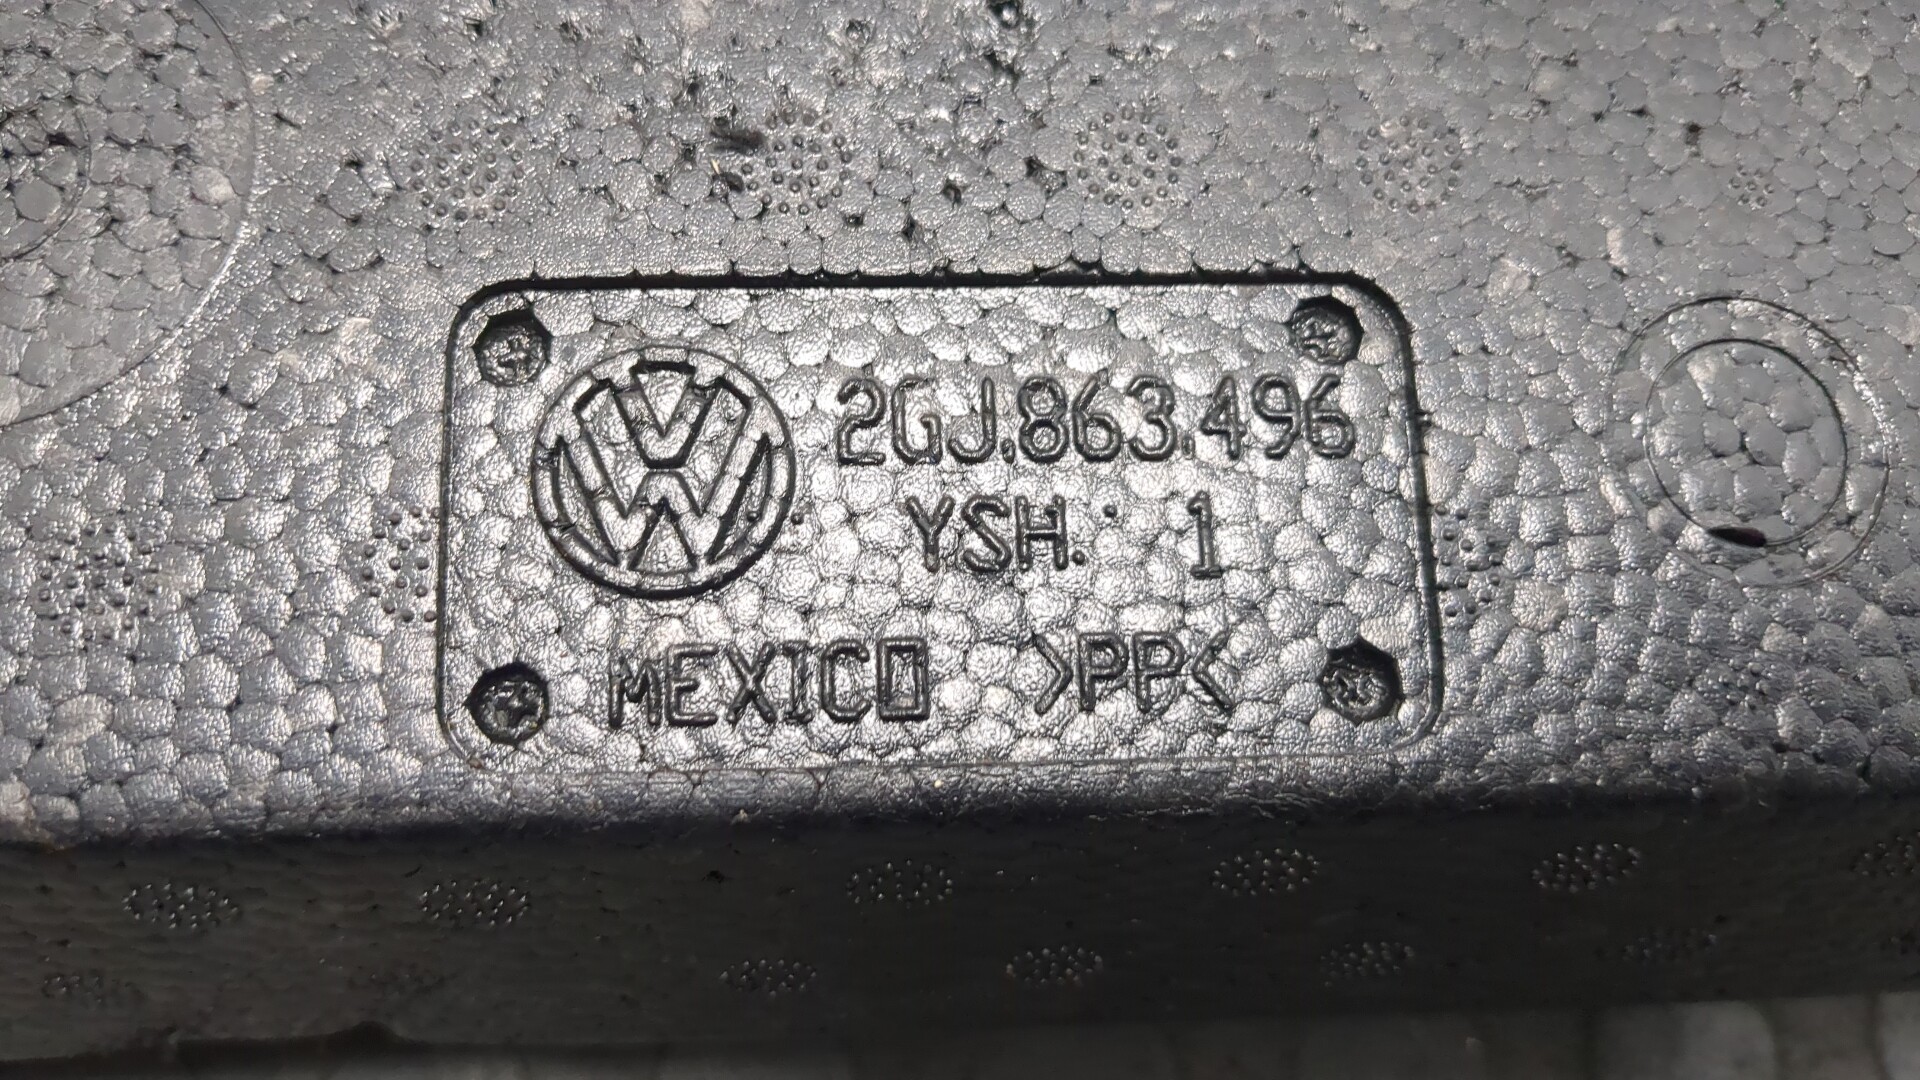 2GJ.863.496
YSH. 1
MEXICO >PP<